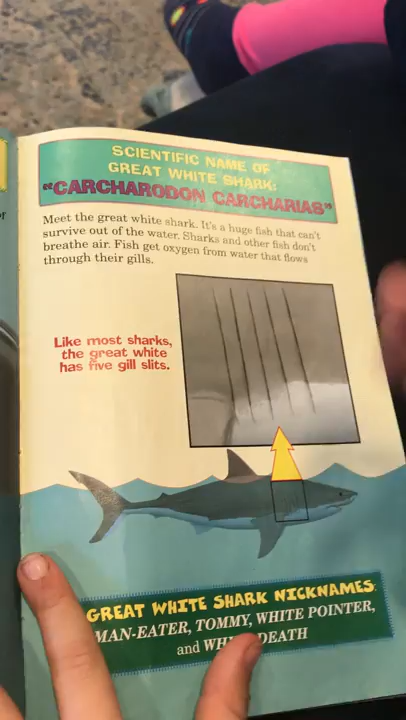 or
SCIENTIFIC NAME OF
GREAT WHITE SHARK:
"CARCHARODON CARCHARIAS"
Meet the great white shark. It's a huge fish that can't
survive out of the water. Sharks and other fish don't
breathe air. Fish get oxygen from water that flows
through their gills.
Like most sharks,
the great white
has five gill slits.
GREAT WHITE SHARK NICKNAMES:
MAN-EATER, TOMMY, WHITE POINTER,
and DEATH